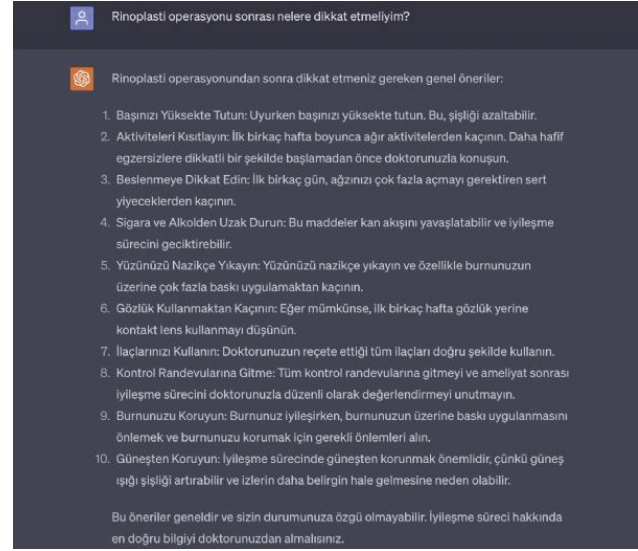 Rinoplasti operasyonu sonrası nelere dikkat etmeliyim?
Rinoplasti operasyonundan sonra dikkat etmeniz gereken genel öneriler:
1. Başınızı Yüksekte Tutun: Uyurken başınızı yüksekte tutun. Bu, şişliği azaltabilir.
2. Aktiviteleri Kısıtlayın: İlk birkaç hafta boyunca ağır aktivitelerden kaçının. Daha hafif
egzersizlere dikkatli bir şekilde başlamadan önce doktorunuzla konuşun.
3. Beslenmeye Dikkat Edin: İlk birkaç gün, ağzınızı çok fazla açmayı gerektiren sert
yiyeceklerden kaçının.
4. Sigara ve Alkolden Uzak Durun: Bu maddeler kan akışını yavaşlatabilir ve iyileşme
sürecini geciktirebilir.
5. Yüzünüzü Nazikçe Yıkayın: Yüzünüzü nazikçe yıkayın ve özellikle burnunuzun
üzerine çok fazla baskı uygulamaktan kaçının.
6. Gözlük Kullanmaktan Kaçının: Eğer mümkünse, ilk birkaç hafta gözlük yerine
kontakt lens kullanmayı düşünün.
7. İlaçlarınızı Kullanın: Doktorunuzun reçete ettiği tüm ilaçları doğru şekilde kullanın.
8. Kontrol Randevularına Gitme: Tüm kontrol randevularına gitmeyi ve ameliyat sonrası
iyileşme sürecini doktorunuzla düzenli olarak değerlendirmeyi unutmayın.
9. Burnunuzu Koruyun: Burnunuz iyileşirken, burnunuzun üzerine baskı uygulanmasını
önlemek ve burnunuzu korumak için gerekli önlemleri alın.
10. Güneşten Koruyun: İyileşme sürecinde güneşten korunmak önemlidir, çünkü güneş
ışığı şişliği artırabilir ve izlerin daha belirgin hale gelmesine neden olabilir.
Bu öneriler geneldir ve sizin durumunuza özgü olmayabilir. İyileşme süreci hakkında
en doğru bilgiyi doktorunuzdan almalısınız.